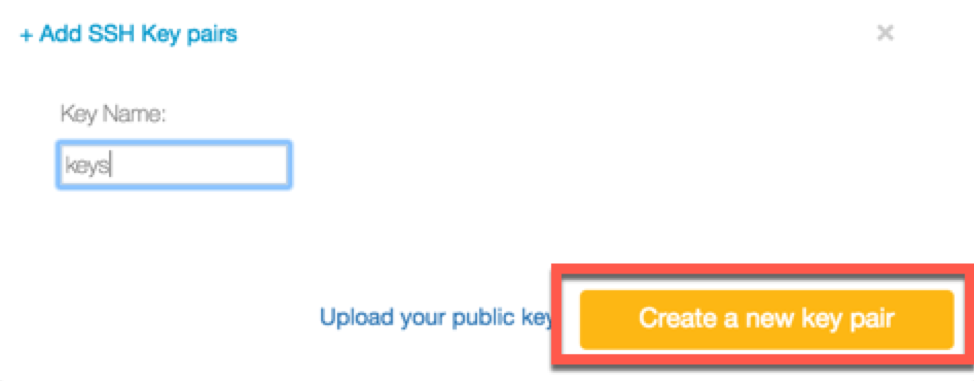 + Add SSH Key pairs
×
Key Name:
keys
Upload your public key
Create a new key pair